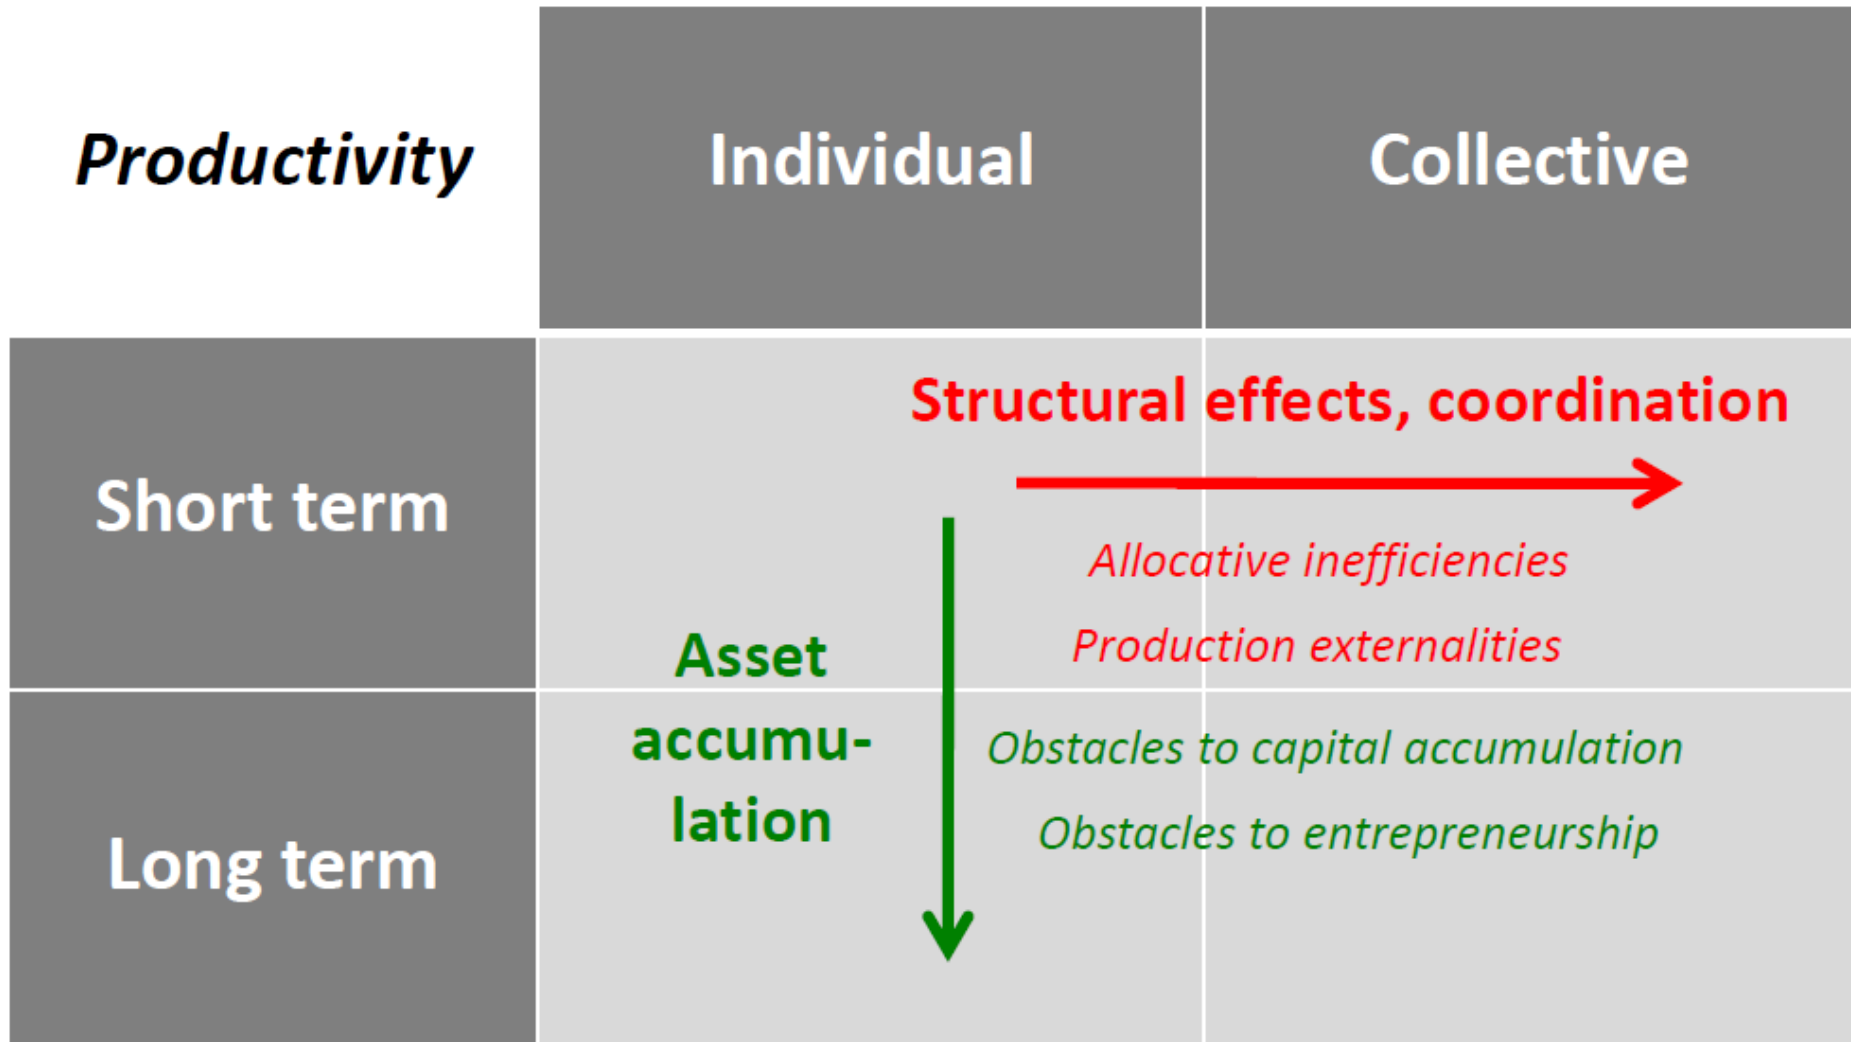 Productivity
Individual
Collective
Short term
Structural effects, coordination
Allocative inefficiencies
Production externalities
Asset
accumu-
lation
Long term
Obstacles to capital accumulation
Obstacles to entrepreneurship